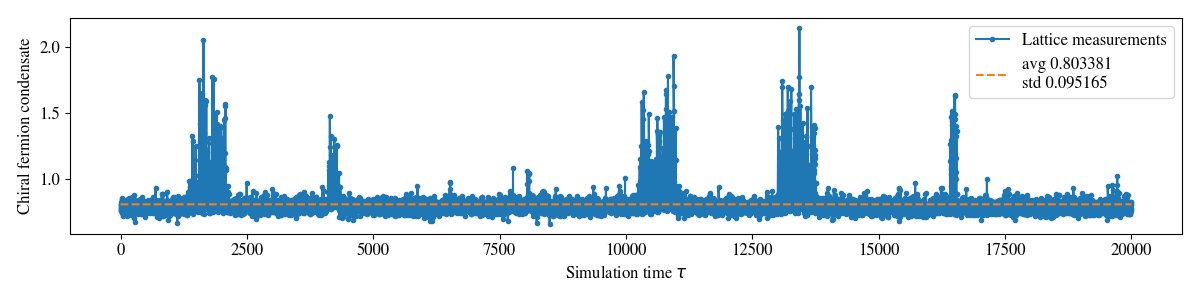 Chiral fermion condensate
2.0
1.5
1.0
Lattice measurements
avg 0.803381
std 0.095165
0 2500 5000 7500 10000 12500 15000 17500 20000
Simulation time τ